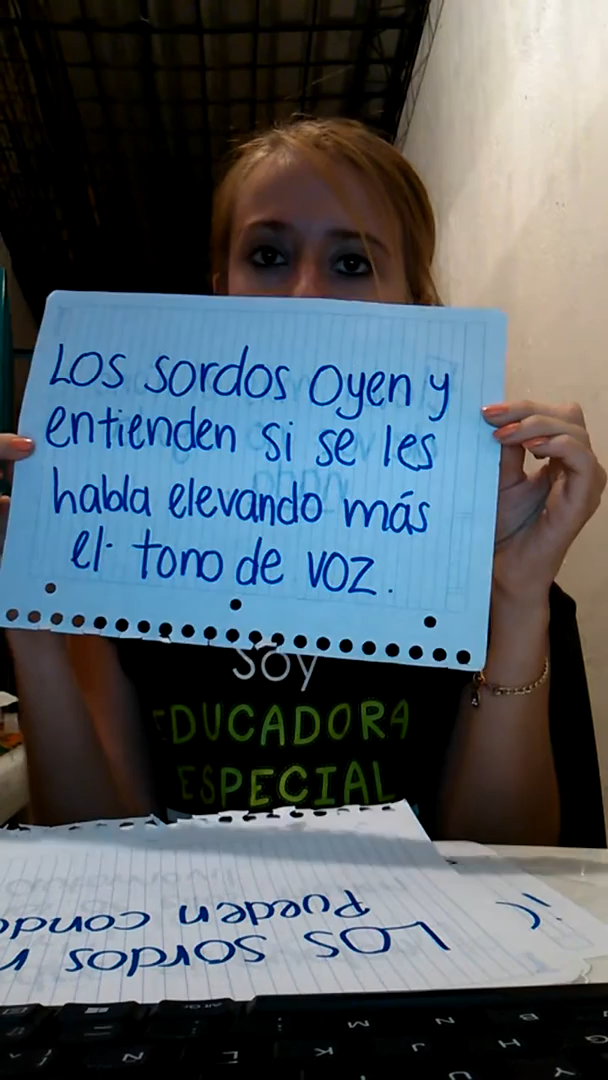 Los sordos oyen y
entienden si se les
habla elevando más
el tono de voz.
SOY
EDUCADORA
ESPECIAL
Los sordos
Pueden
:(